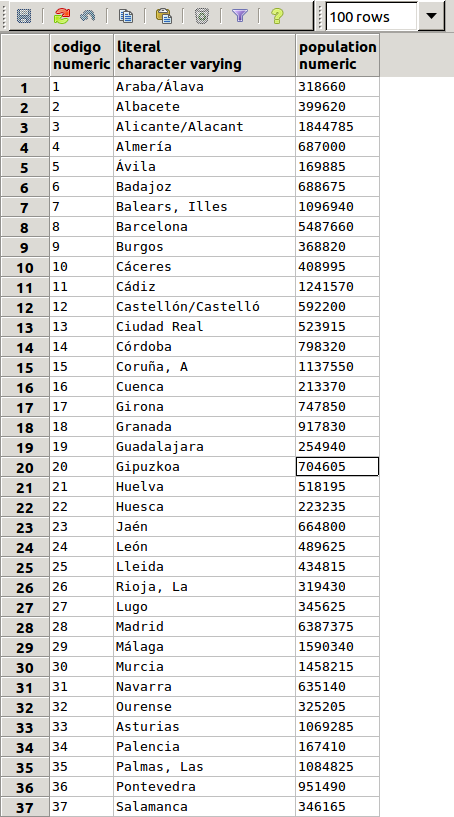 100 rows
codigo literal population
numeric character varying numeric
1 1 Araba/Álava 318660
2 2 Albacete 399620
3 3 Alicante/Alacant 1844785
4 4 Almería 687000
5 5 Ávila 169885
6 6 Badajoz 688675
7 7 Balears, Illes 1096940
8 8 Barcelona 5487660
9 9 Burgos 368820
10 10 Cáceres 408995
11 11 Cádiz 1241570
12 12 Castellón/Castelló 592200
13 13 Ciudad Real 523915
14 14 Córdoba 798320
15 15 Coruña, A 1137550
16 16 Cuenca 213370
17 17 Girona 747850
18 18 Granada 917830
19 19 Guadalajara 254940
20 20 Gipuzkoa 704605
21 21 Huelva 518195
22 22 Huesca 223235
23 23 Jaén 664800
24 24 León 489625
25 25 Lleida 434815
26 26 Rioja, La 319430
27 27 Lugo 345625
28 28 Madrid 6387375
29 29 Málaga 1590340
30 30 Murcia 1458215
31 31 Navarra 635140
32 32 Ourense 325205
33 33 Asturias 1069285
34 34 Palencia 167410
35 35 Palmas, Las 1084825
36 36 Pontevedra 951490
37 37 Salamanca 346165